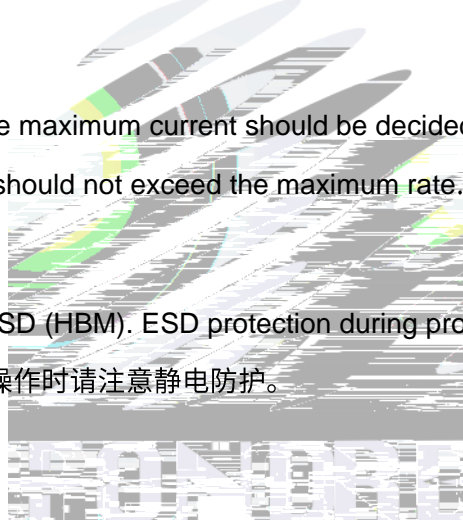 e maximum current should be decided
should not exceed the maximum rate.
SD (HBM). ESD protection during pro
操作时请注意静电防护。